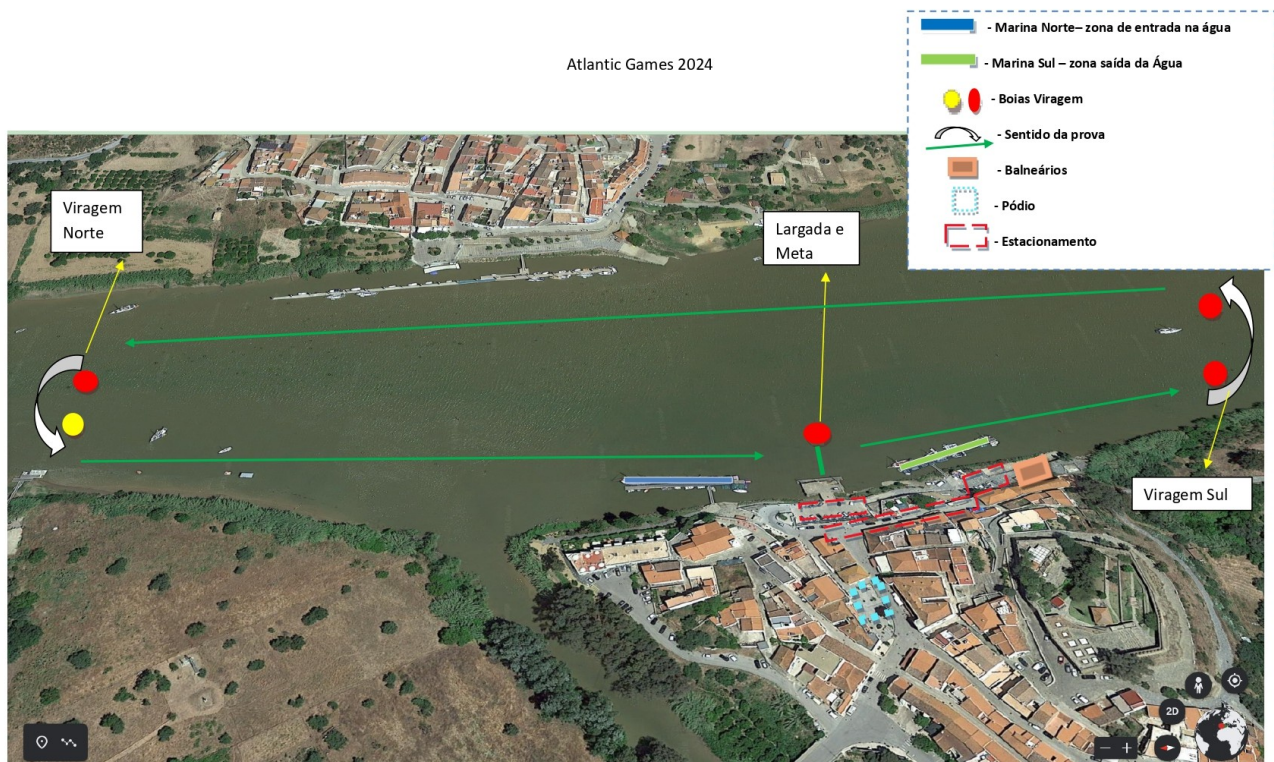 Atlantic Games 2024
- Marina Norte– zona de entrada na água
- Marina Sul – zona saída da Água
- Boias Viragem
- Sentido da prova
- Balneários
- Pódio
- Estacionamento
Viragem
Norte
Largada e
Meta
Viragem Sul
2D